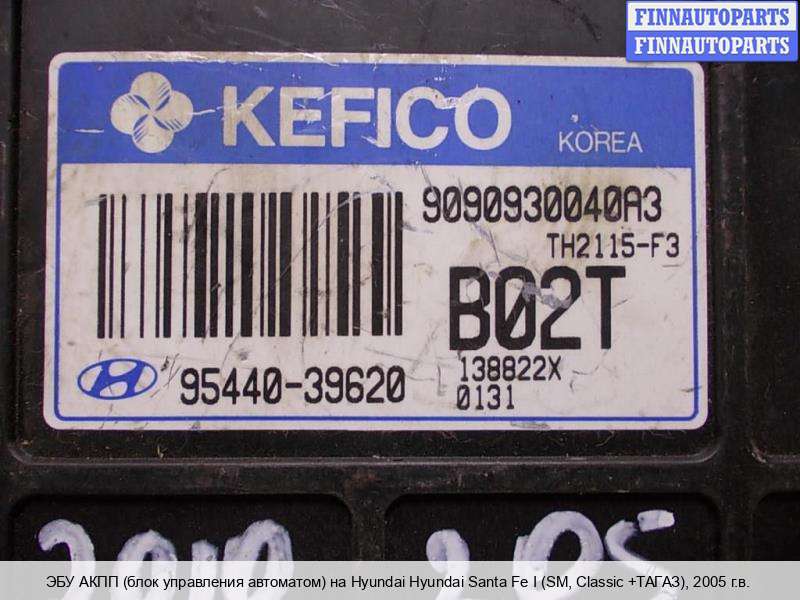 FINNAUTOPARTS
FINNAUTOPARTS
KEFICO KOREA
9090930040A3
TH2115-F3
B02T
95440-39620
138822X
0131
ЭБУ АКПП (блок управления автоматом) на Hyundai Hyundai Santa Fe I (SM, Classic +ТАГАЗ), 2005 г.в.